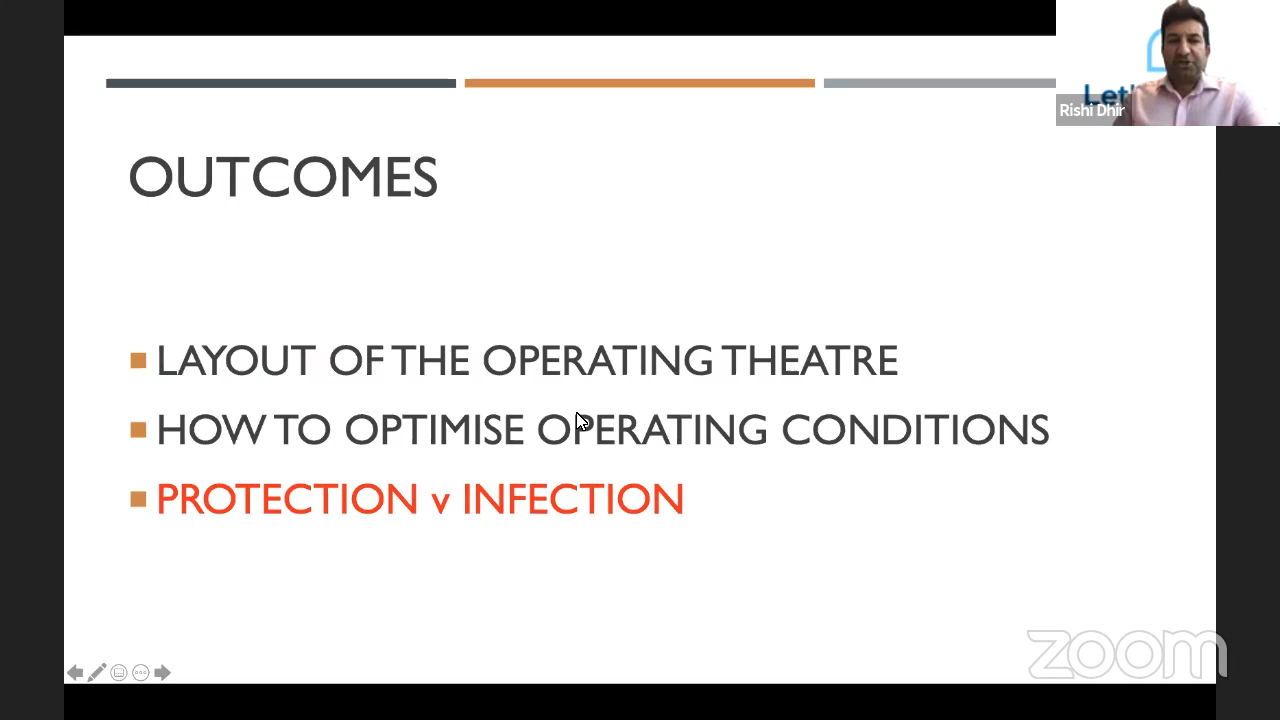 Rishi Dhir
OUTCOMES
LAYOUT OF THE OPERATING THEATRE
HOW TO OPTIMISE OPERATING CONDITIONS
PROTECTION v INFECTION
zoom